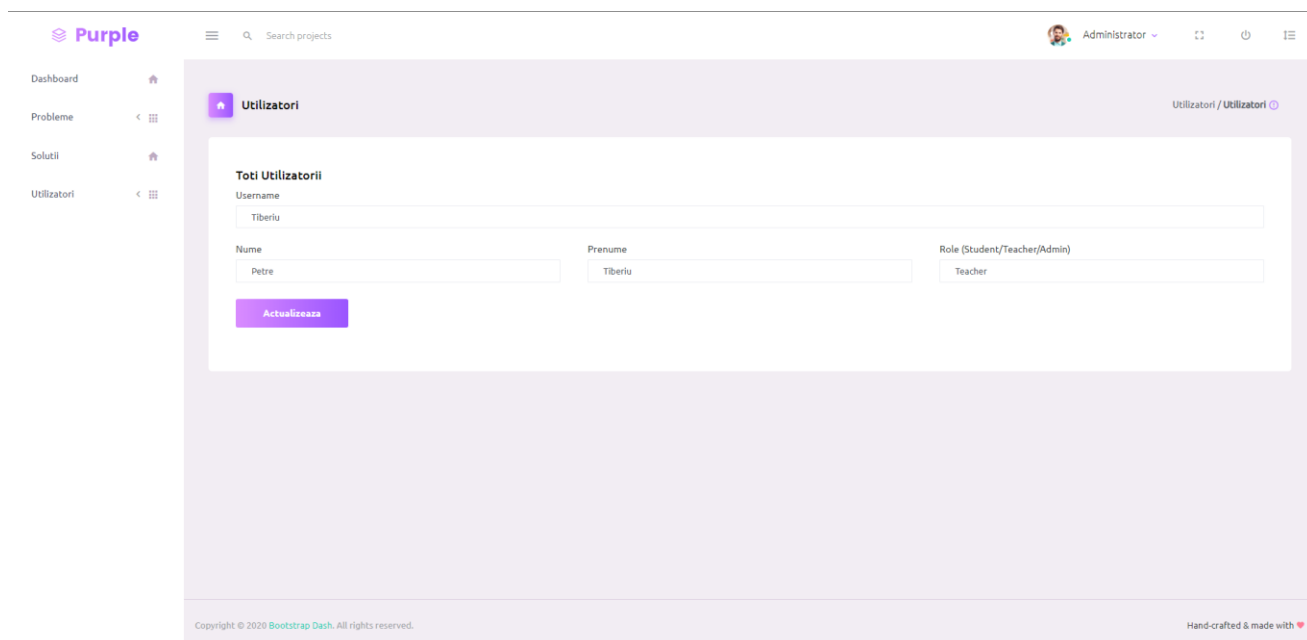 Purple
Search projects
Administrator
Dashboard
Probleme
Solutii
Utilizatori
Utilizatori
Utilizatori / Utilizatori
Toti Utilizatorii
Username
Tiberiu
Nume Prenume Role (Student/Teacher/Admin)
Petre Tiberiu Teacher
Actualizeaza
Copyright © 2020 Bootstrap Dash. All rights reserved.
Hand-crafted & made with